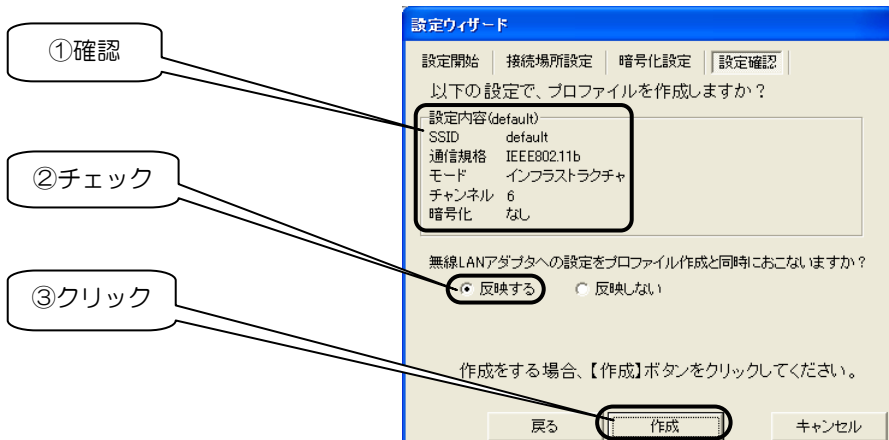 ①確認
②チェック
③クリック
設定ウィザード
設定開始 接続場所設定 暗号化設定 設定確認
以下の設定で、プロファイルを作成しますか？
設定内容(default)
SSID default
通信規格 IEEE802.11b
モード インフラストラクチャ
チャンネル 6
暗号化 なし
無線LANアダプタへの設定をプロファイル作成と同時におこないますか？
反映する 反映しない
作成をする場合、【作成】ボタンをクリックしてください。
戻る 作成 キャンセル